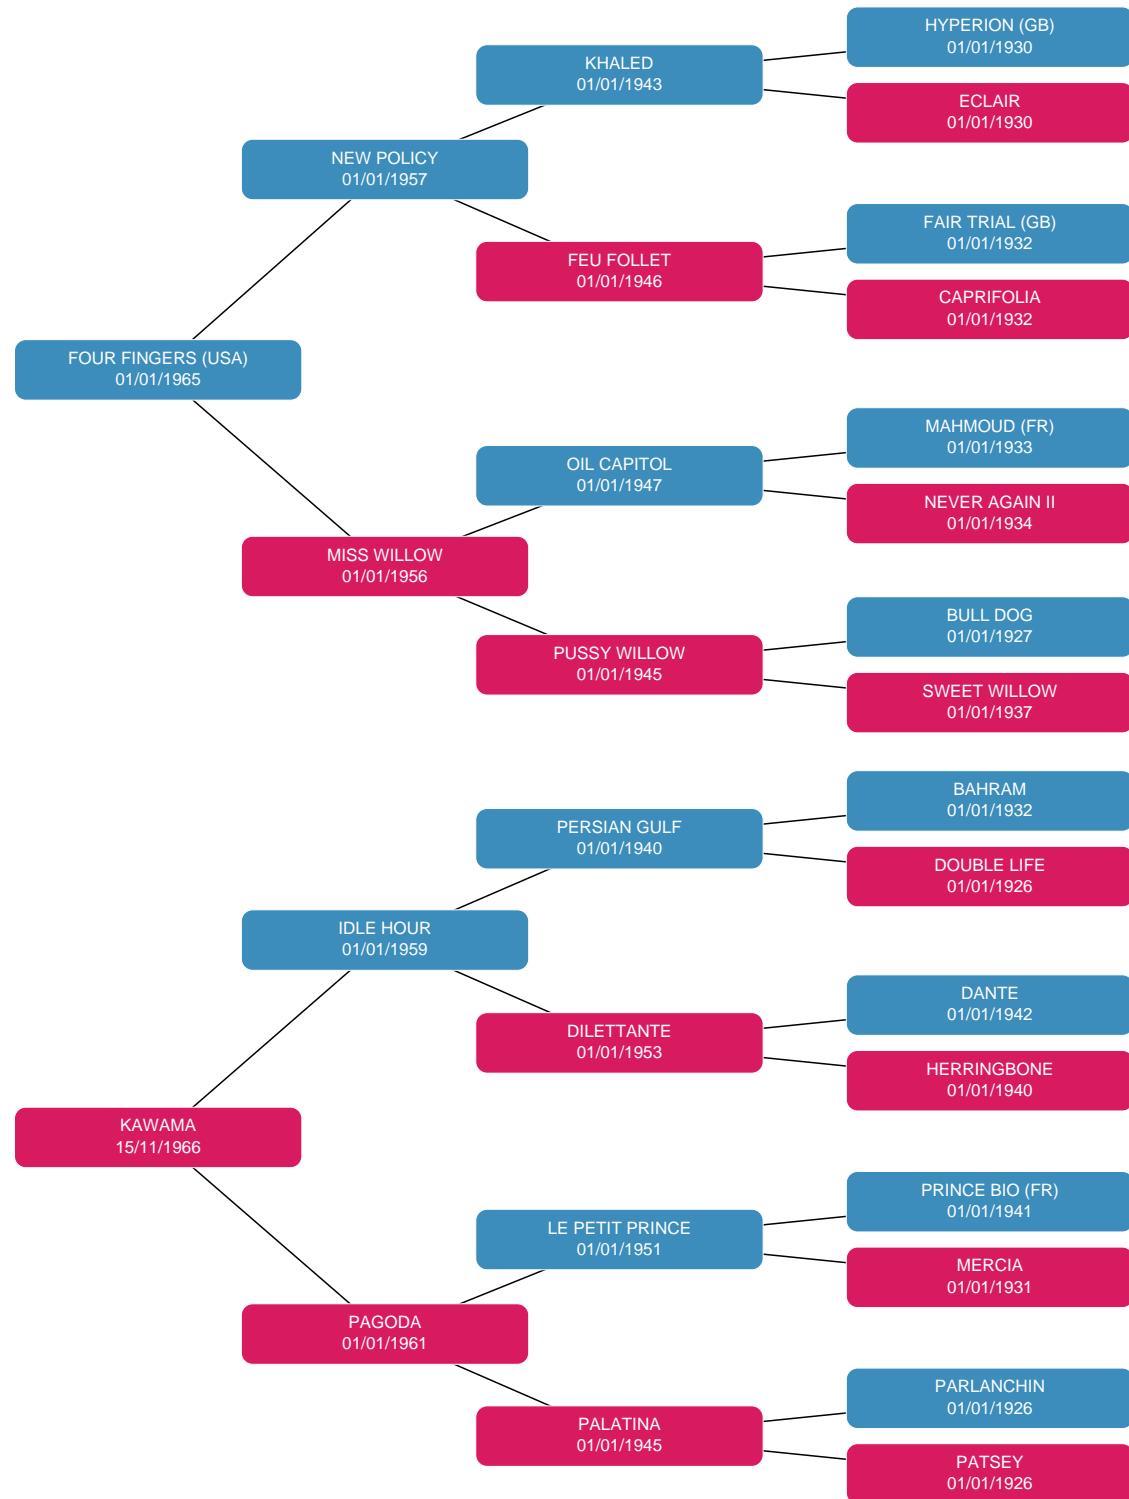 HYPERION (GB)
01/01/1930
KHALED
01/01/1943
ECLAIR
01/01/1930
NEW POLICY
01/01/1957
FAIR TRIAL (GB)
01/01/1932
FEU FOLLET
01/01/1946
CAPRIFOLIA
01/01/1932
FOUR FINGERS (USA)
01/01/1965
MAHMOUD (FR)
01/01/1933
OIL CAPITOL
01/01/1947
NEVER AGAIN II
01/01/1934
MISS WILLOW
01/01/1956
BULL DOG
01/01/1927
PUSSY WILLOW
01/01/1945
SWEET WILLOW
01/01/1937
BAHRAM
01/01/1932
PERSIAN GULF
01/01/1940
DOUBLE LIFE
01/01/1926
IDLE HOUR
01/01/1959
DANTE
01/01/1942
DILETTANTE
01/01/1953
HERRINGBONE
01/01/1940
KAWAMA
15/11/1966
PRINCE BIO (FR)
01/01/1941
LE PETIT PRINCE
01/01/1951
MERCIA
01/01/1931
PAGODA
01/01/1961
PARLANCHIN
01/01/1926
PALATINA
01/01/1945
PATSEY
01/01/1926